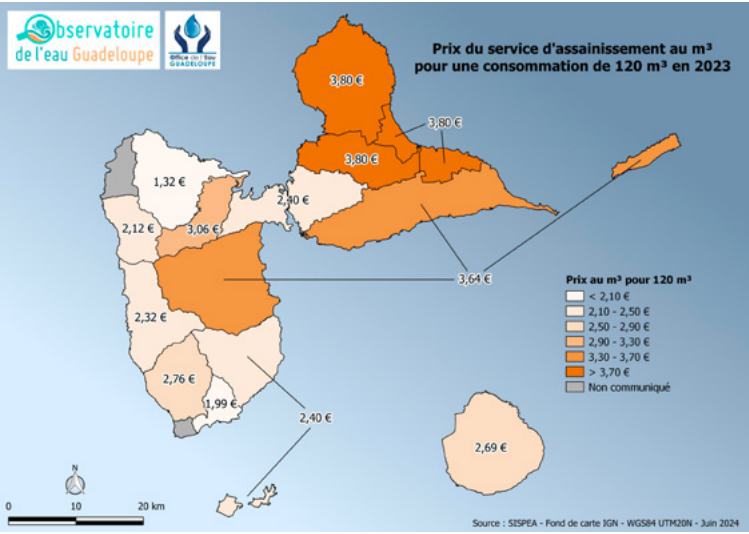 Observatoire
de l'eau Guadeloupe
Office de l'Eau
GUADELOUPE
Prix du service d'assainissement au m³
pour une consommation de 120 m³ en 2023
3,80 €
3,80 €
3,80 €
1,32 €
2,40 €
2,12 €
3,06 €
3,64 €
2,32 €
2,76 €
1,99 €
2,40 €
2,69 €
Prix au m³ pour 120 m³
< 2,10 €
2,10 - 2,50 €
2,50 - 2,90 €
2,90 - 3,30 €
3,30 - 3,70 €
> 3,70 €
Non communiqué
N
0 10 20 km
Source : SISPEA - Fond de carte IGN - WGS84 UTM20N - Juin 2024